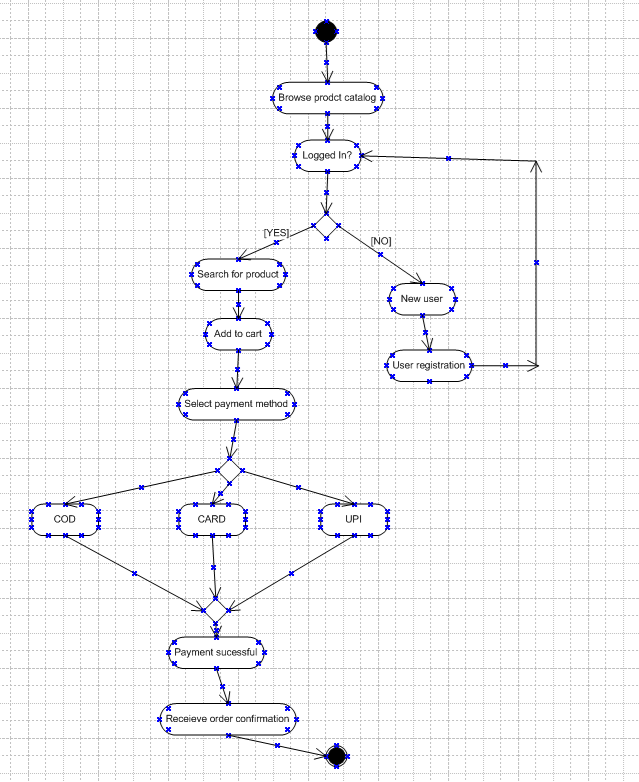 Browse prodct catalog
Logged In?
[YES]
[NO]
Search for product
New user
Add to cart
User registration
Select payment method
COD
CARD
UPI
Payment sucessful
Receieve order confirmation